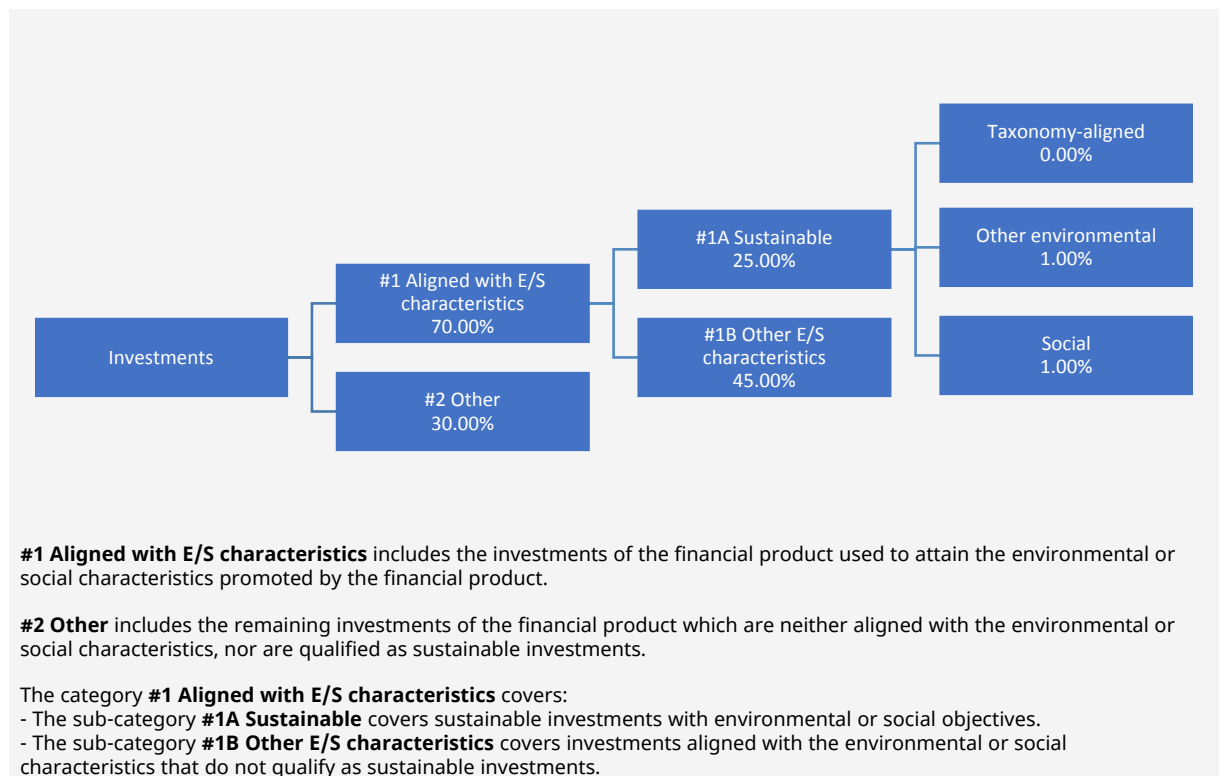 Taxonomy-aligned
0.00%
#1A Sustainable
25.00%
Other environmental
1.00%
#1 Aligned with E/S
characteristics
70.00%
Investments
#1B Other E/S
characteristics
45.00%
Social
1.00%
#2 Other
30.00%
#1 Aligned with E/S characteristics includes the investments of the financial product used to attain the environmental or
social characteristics promoted by the financial product.
#2 Other includes the remaining investments of the financial product which are neither aligned with the environmental or
social characteristics, nor are qualified as sustainable investments.
The category #1 Aligned with E/S characteristics covers:
- The sub-category #1A Sustainable covers sustainable investments with environmental or social objectives.
- The sub-category #1B Other E/S characteristics covers investments aligned with the environmental or social
characteristics that do not qualify as sustainable investments.